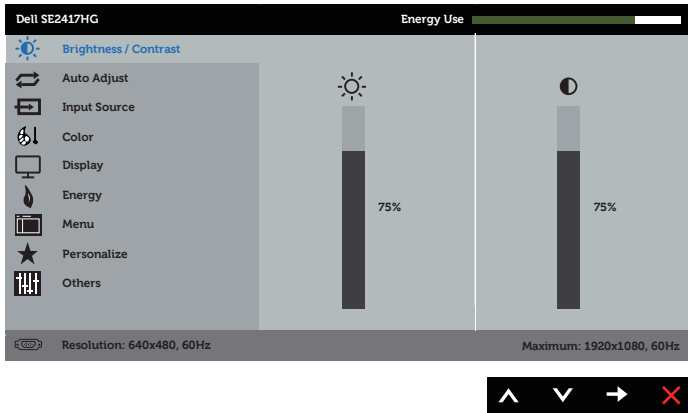 Dell SE2417HG
Energy Use
Brightness / Contrast
Auto Adjust
Input Source
Color
Display
Energy
Menu
Personalize
Others
75%
75%
Resolution: 640x480, 60Hz
Maximum: 1920x1080, 60Hz